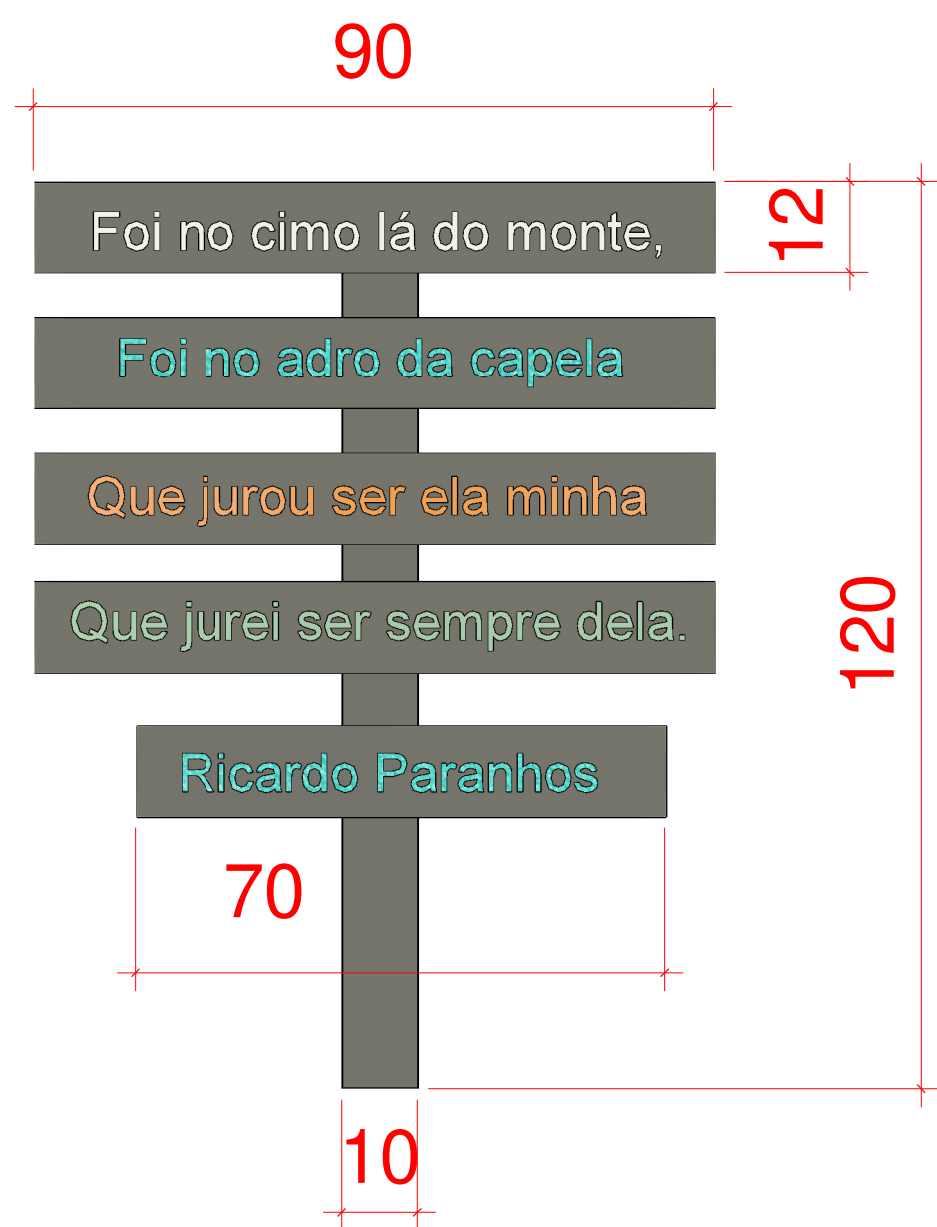 90
12
Foi no cimo lá do monte,
Foi no adro da capela
Que jurou ser ela minha
Que jurei ser sempre dela.
120
Ricardo Paranhos
70
10